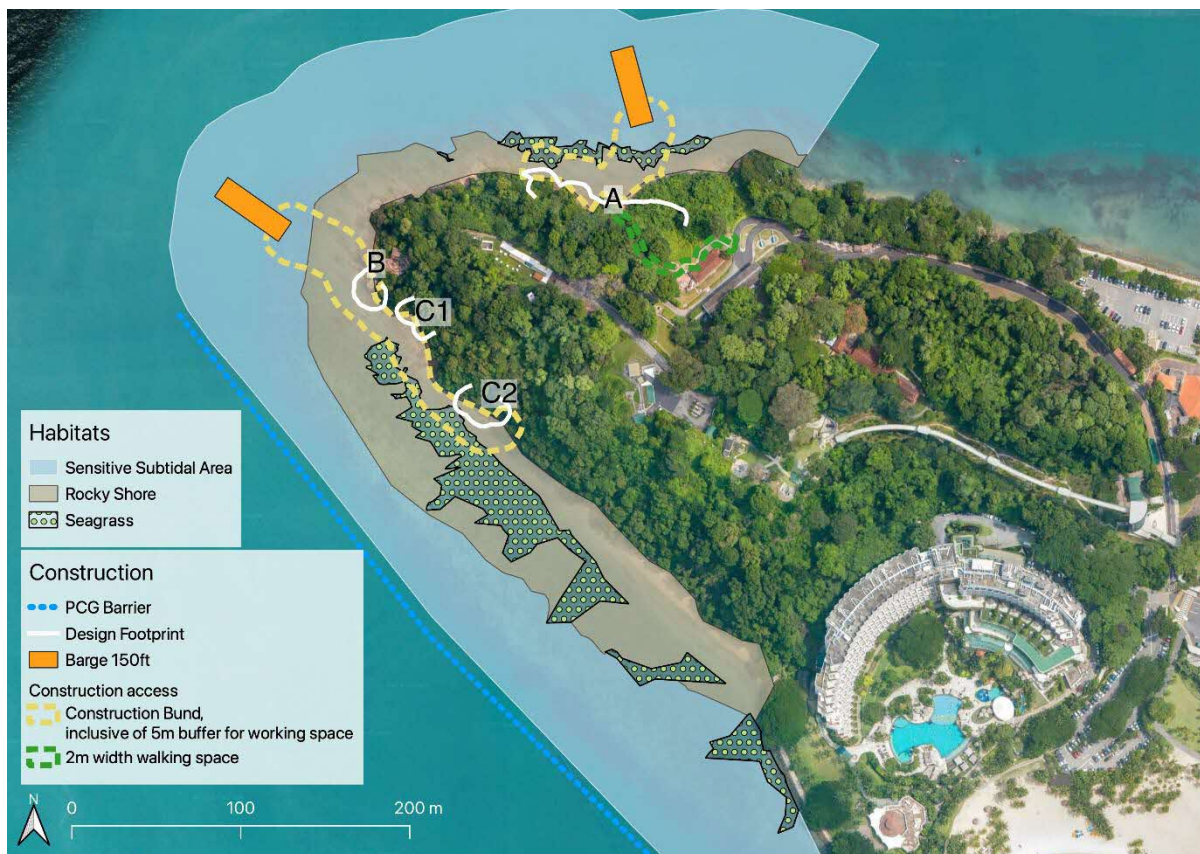 A
B
C1
C2
Habitats
Sensitive Subtidal Area
Rocky Shore
Seagrass
Construction
PCG Barrier
Design Footprint
Barge 150ft
Construction access
Construction Bund,
inclusive of 5m buffer for working space
2m width walking space
N
0 100 200 m